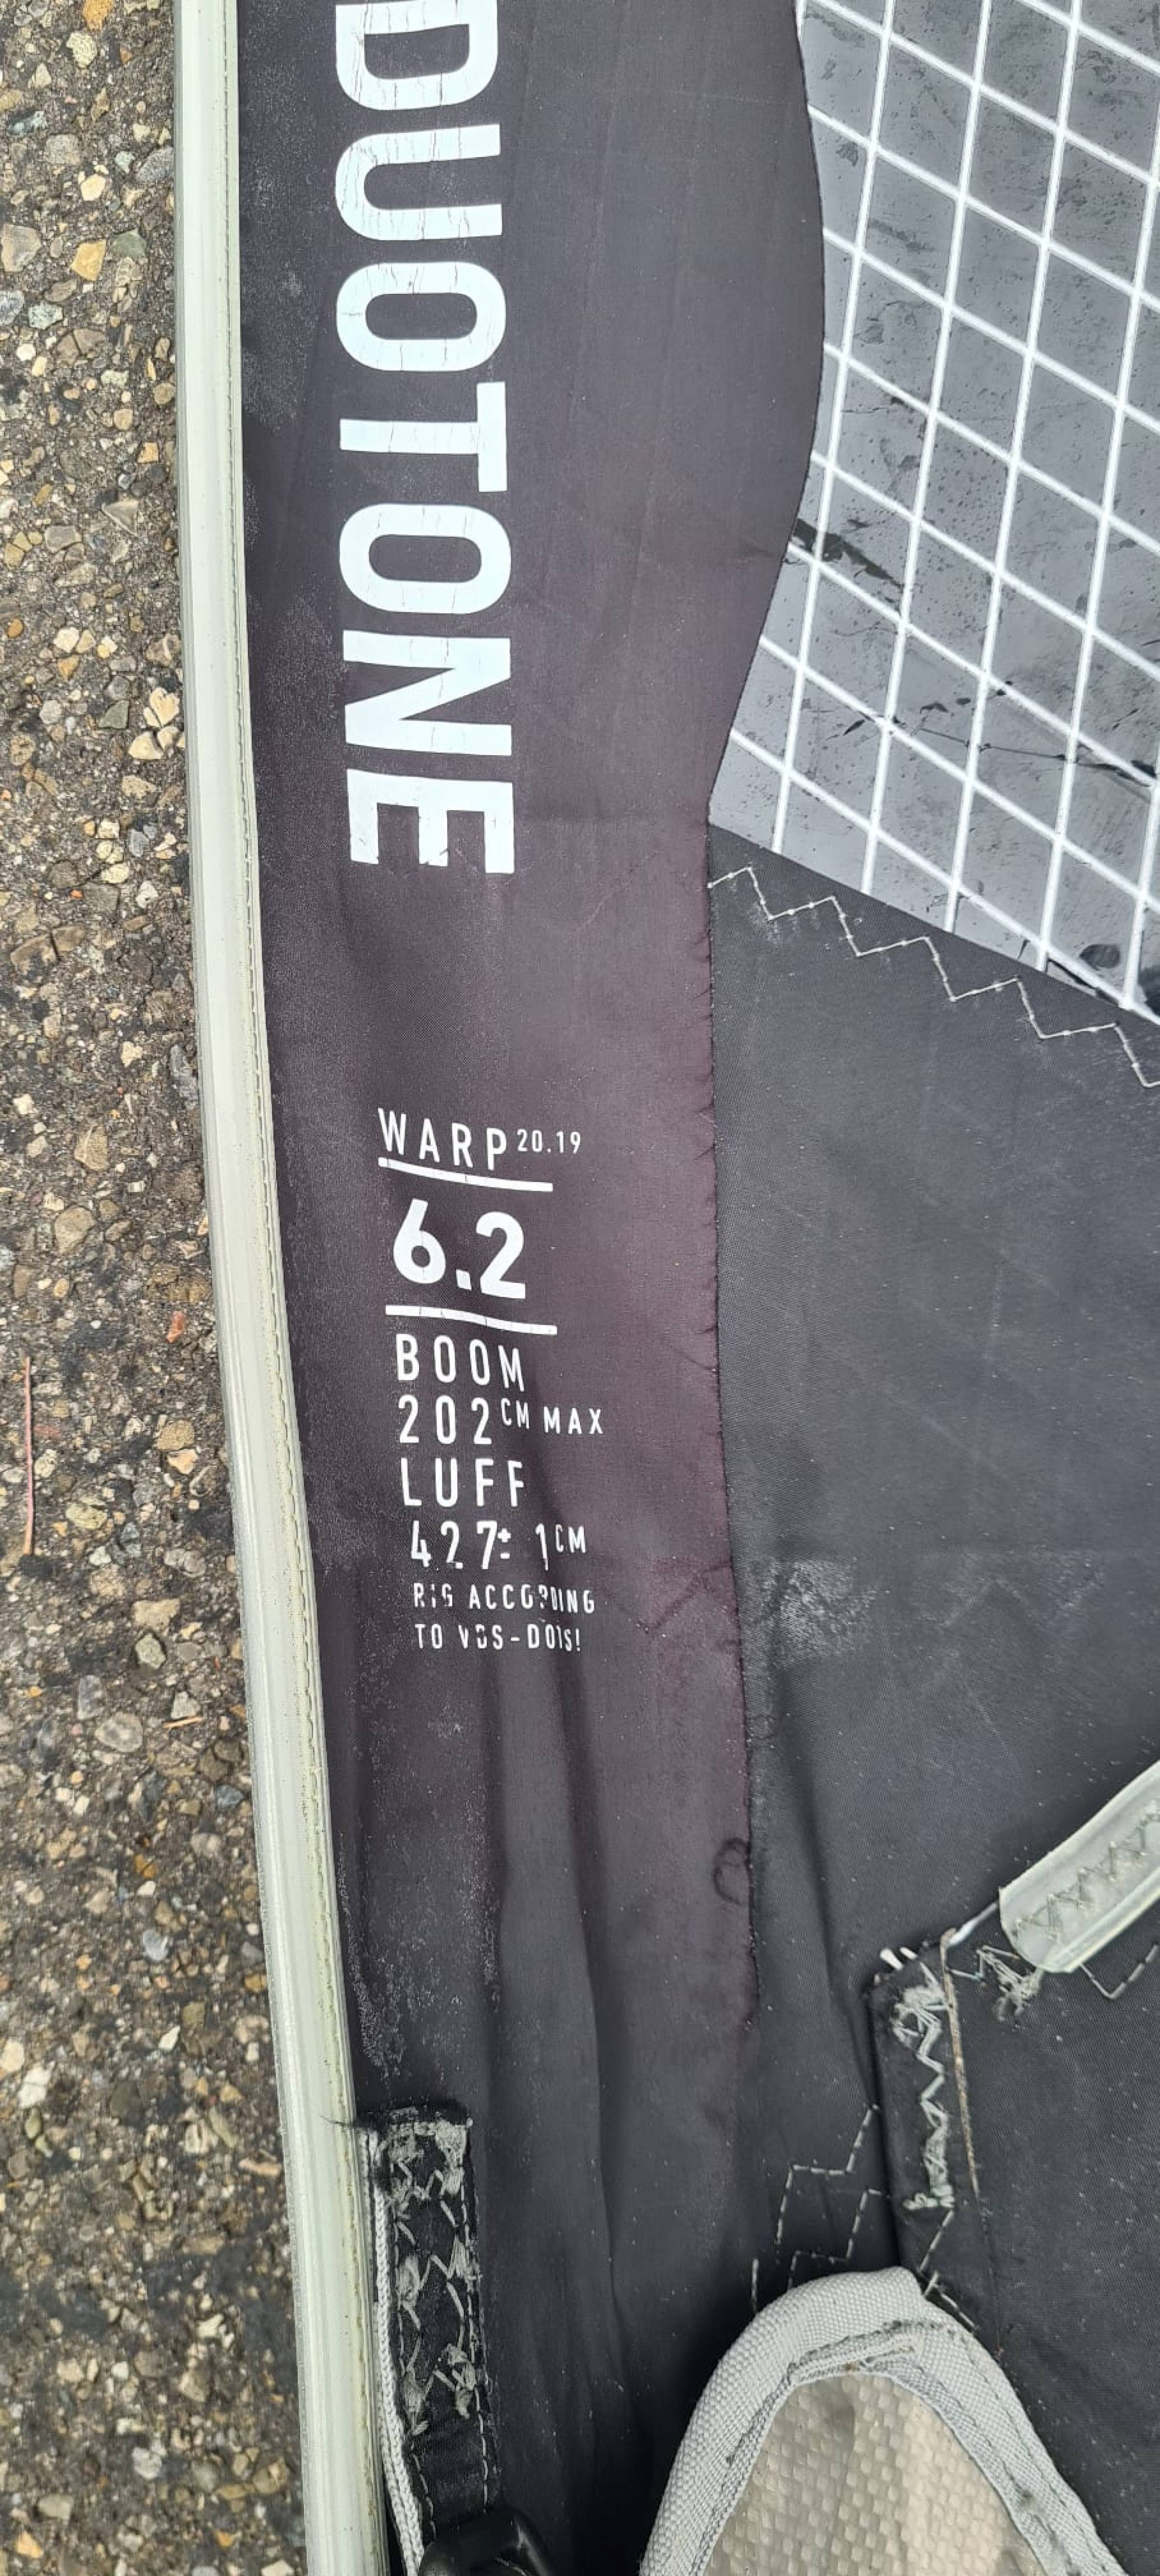 DUOTONE
WARP 20.19
6.2
BOOM
202 CM MAX
LUFF
427± 1CM
RIG ACCORDING
TO VDS-DOTS!